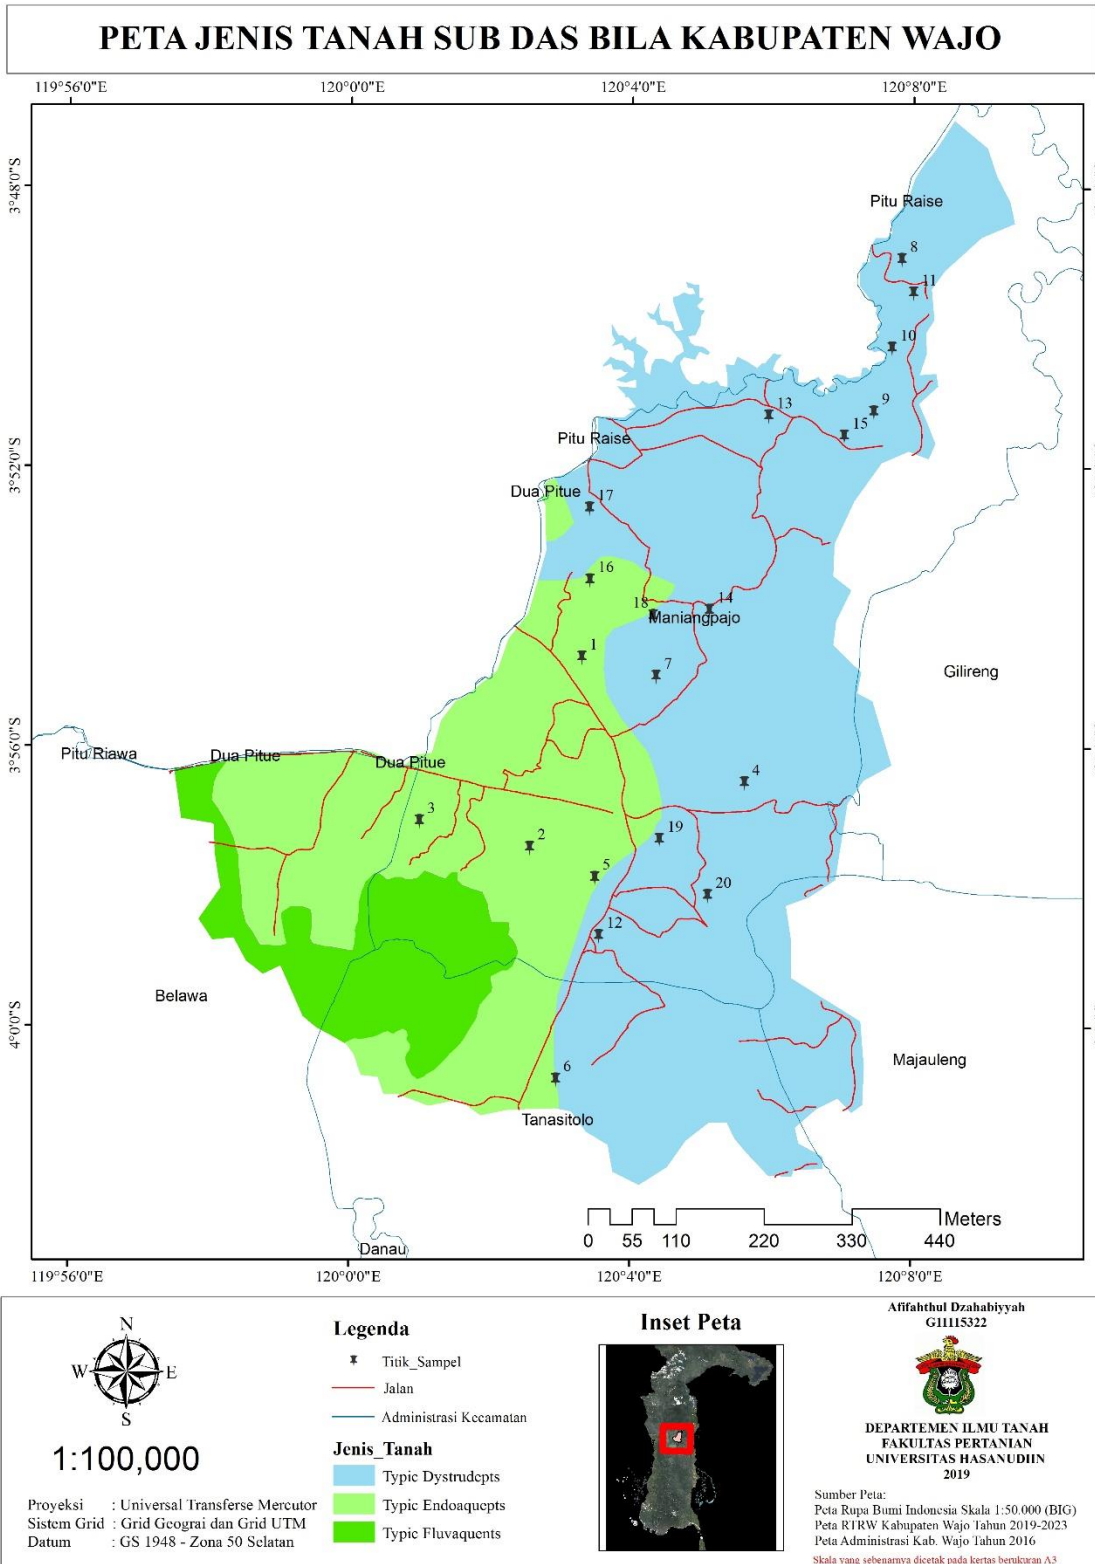 PETA JENIS TANAH SUB DAS BILA KABUPATEN WAJO
119°56'0"E 120°0'0"E 120°4'0"E 120°8'0"E
3°48'0"S
Pitu Raise
8
11
10
9
13
15
Pitu Raise
3°52'0"S
Dua Pitue
17
16
18
14
Maniangpajo
1
7
Gilireng
3°56'0"S
Pitu Riawa
Dua Pitue
Dua Pitue
4
3
2
19
5
20
12
Belawa
4°0'0"S
Majauleng
6
Tanasitolo
Meters
0 55 110 220 330 440
Danau
119°56'0"E 120°0'0"E 120°4'0"E 120°8'0"E
N
W E
S
1:100,000
Proyeksi : Universal Transferse Mercutor
Sistem Grid : Grid Geograi dan Grid UTM
Datum : GS 1948 - Zona 50 Selatan
Legenda
Titik_Sampel
Jalan
Administrasi Kecamatan
Jenis_Tanah
Typic Dystrudepts
Typic Endoaquepts
Typic Fluvaquents
Inset Peta
Afifahthul Dzahabiyyah
G11115322
DEPARTEMEN ILMU TANAH
FAKULTAS PERTANIAN
UNIVERSITAS HASANUDIIN
2019
Sumber Peta:
Peta Rupa Bumi Indonesia Skala 1:50.000 (BIG)
Peta RTRW Kabupaten Wajo Tahun 2019-2023
Peta Administrasi Kab. Wajo Tahun 2016
Skala yang sebenarnya dicetak pada kertas berukuran A3